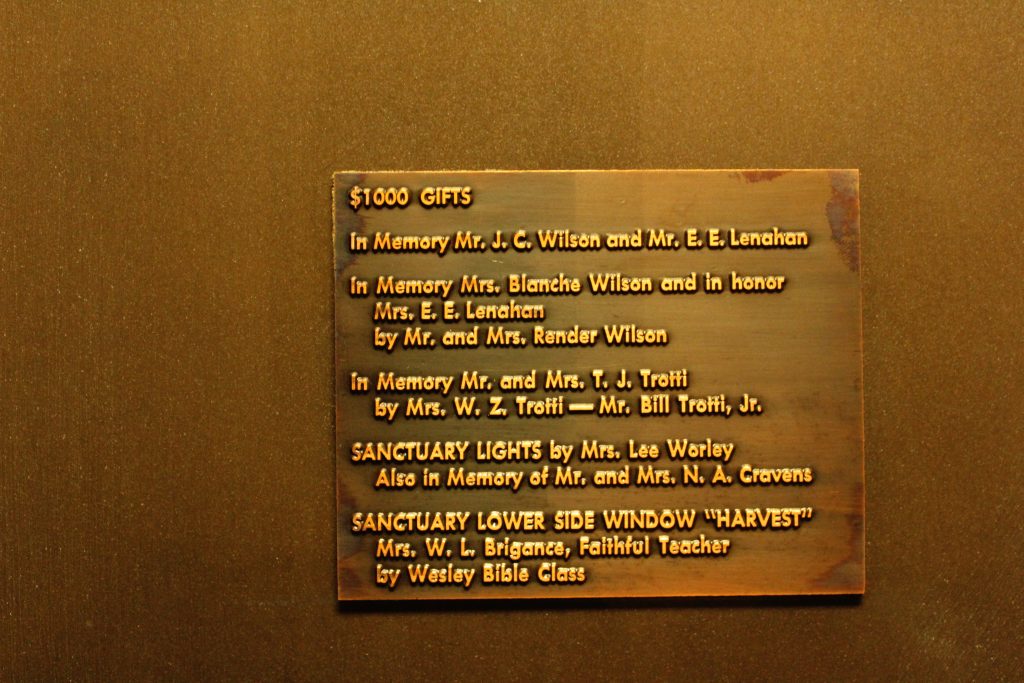 $1000 GIFTS
In Memory Mr. J. C. Wilson and Mr. E. E. Lenahan
In Memory Mrs. Blanche Wilson and in honor
Mrs. E. E. Lenahan
by Mr. and Mrs. Render Wilson
In Memory Mr. and Mrs. T. J. Trotti
by Mrs. W. Z. Trotti — Mr. Bill Trotti, Jr.
SANCTUARY LIGHTS by Mrs. Lee Worley
Also in Memory of Mr. and Mrs. N. A. Cravens
SANCTUARY LOWER SIDE WINDOW “HARVEST”
Mrs. W. L. Brigance, Faithful Teacher
by Wesley Bible Class